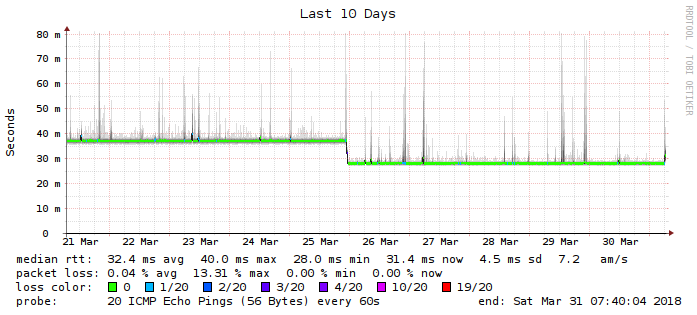 Last 10 Days
RRDTOOL / TOBI OETIKER
Seconds
80 m
70 m
60 m
50 m
40 m
30 m
20 m
10 m
0
21 Mar 22 Mar 23 Mar 24 Mar 25 Mar 26 Mar 27 Mar 28 Mar 29 Mar 30 Mar
median rtt: 32.4 ms avg 40.0 ms max 28.0 ms min 31.4 ms now 4.5 ms sd 7.2 am/s
packet loss: 0.04 % avg 13.31 % max 0.00 % min 0.00 % now
loss color: 0 1/20 2/20 3/20 4/20 10/20 19/20
probe: 20 ICMP Echo Pings (56 Bytes) every 60s end: Sat Mar 31 07:40:04 2018